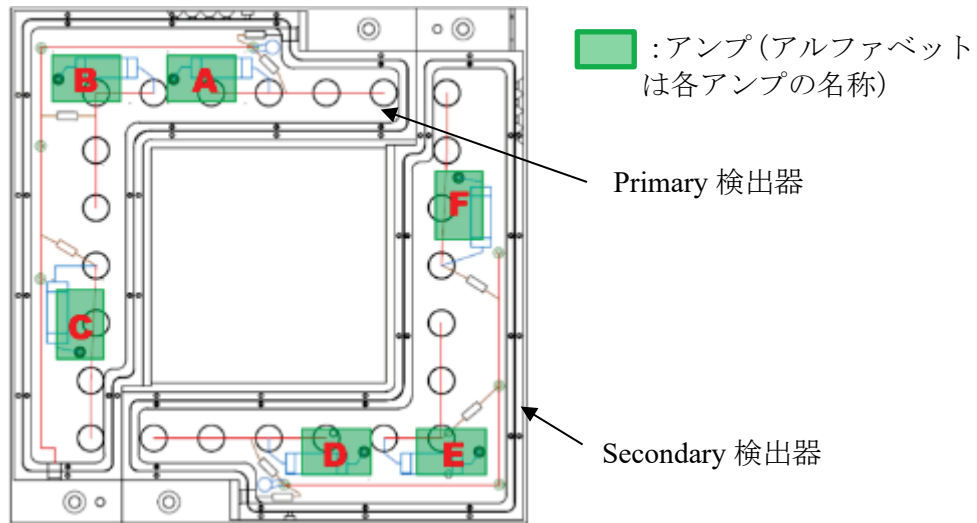 ：アンプ（アルファベット
は各アンプの名称）
B
A
Primary 検出器
F
C
D
E
Secondary 検出器